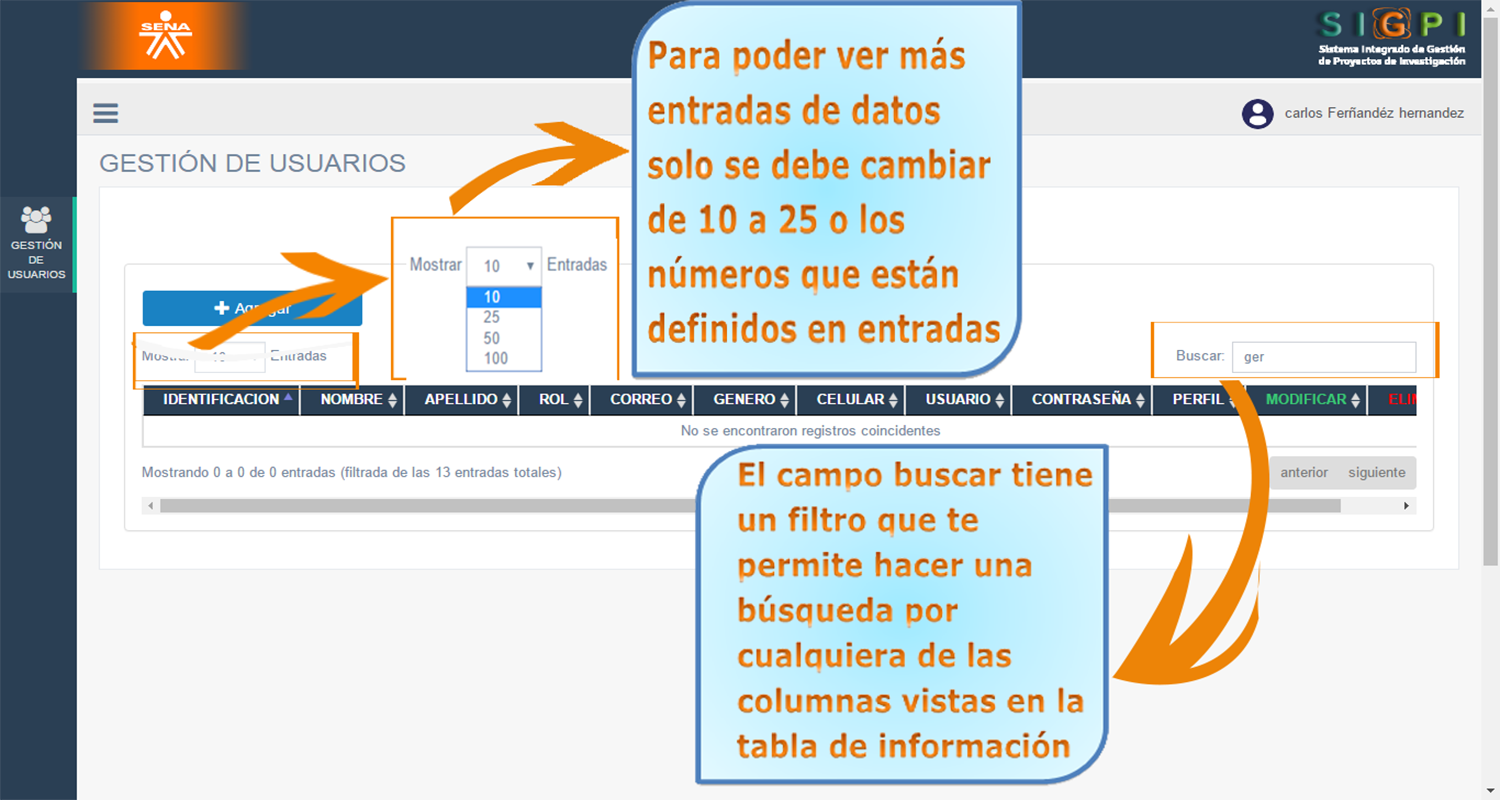 SENA
SIGPI
Sistema Integrado de Gestión
de Proyectos de Investigación
carlos Ferñandéz hernandez
GESTIÓN DE USUARIOS
GESTIÓN
DE
USUARIOS
Para poder ver más
entradas de datos
solo se debe cambiar
de 10 a 25 o los
números que están
definidos en entradas
Mostrar 10 Entradas
10
25
50
100
Entradas
Buscar: ger
IDENTIFICACION NOMBRE APELLIDO ROL CORREO GENERO CELULAR USUARIO CONTRASEÑA PERFIL MODIFICAR
No se encontraron registros coincidentes
Mostrando 0 a 0 de 0 entradas (filtrada de las 13 entradas totales)
anterior siguiente
El campo buscar tiene
un filtro que te
permite hacer una
búsqueda por
cualquiera de las
columnas vistas en la
tabla de información